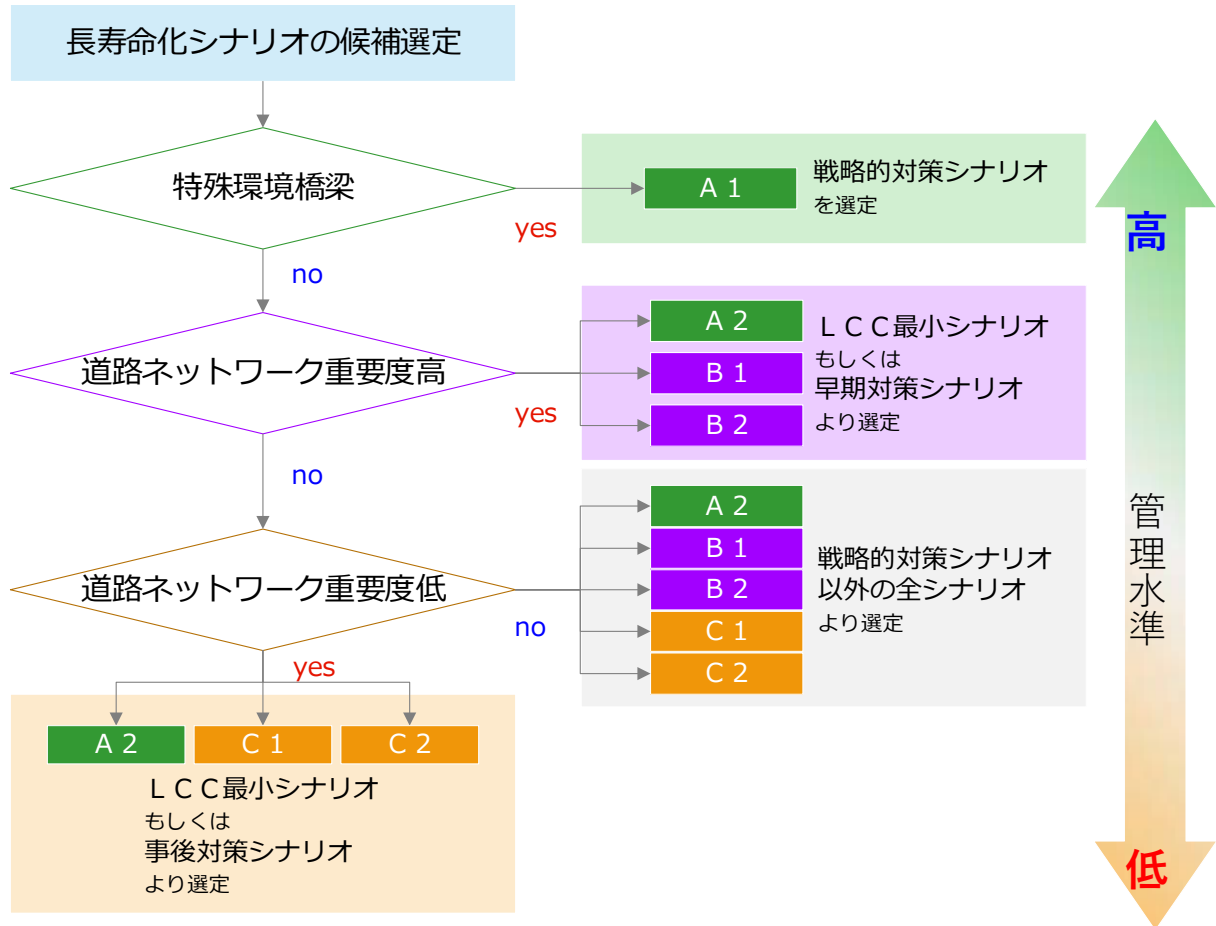 長寿命化シナリオの候補選定
特殊環境橋梁
yes
no
A 1
戦略的対策シナリオ
を選定
道路ネットワーク重要度高
yes
no
A 2
B 1
B 2
ＬＣＣ最小シナリオ
もしくは
早期対策シナリオ
より選定
道路ネットワーク重要度低
no
yes
A 2
B 1
B 2
C 1
C 2
戦略的対策シナリオ
以外の全シナリオ
より選定
A 2
C 1
C 2
ＬＣＣ最小シナリオ
もしくは
事後対策シナリオ
より選定
高
管理水準
低